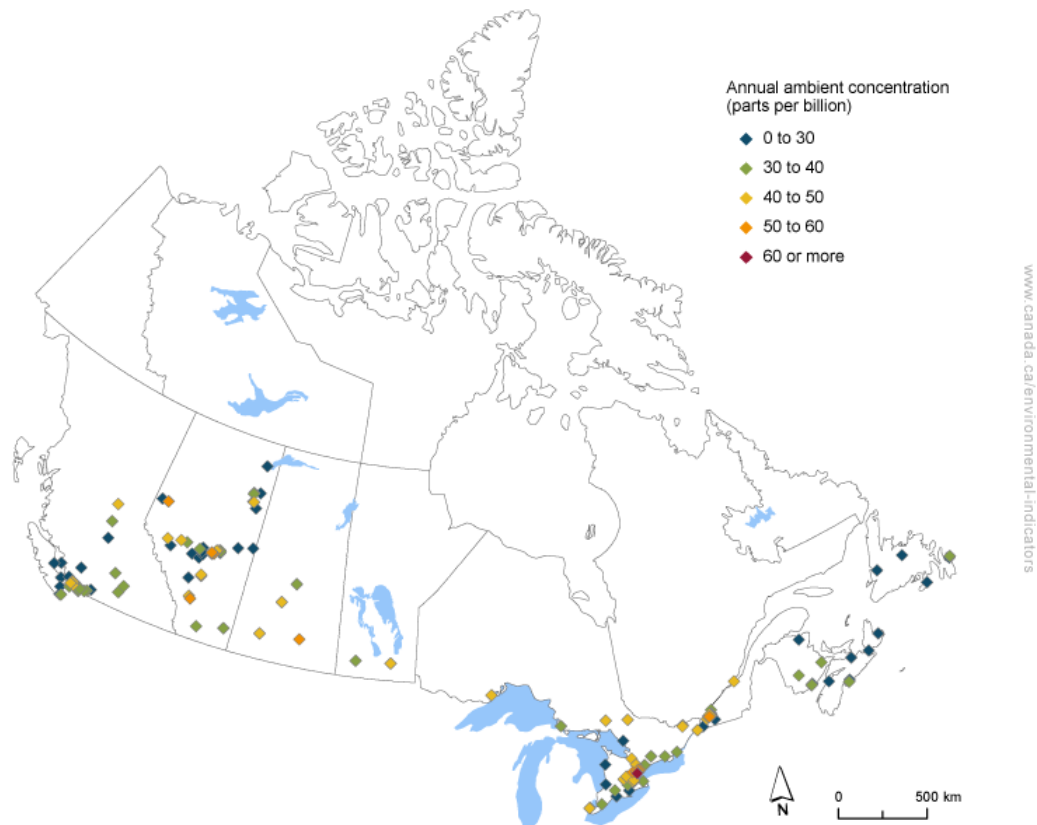 Annual ambient concentration
(parts per billion)
0 to 30
30 to 40
40 to 50
50 to 60
60 or more
www.canada.ca/environmental-indicators
N
0 500 km